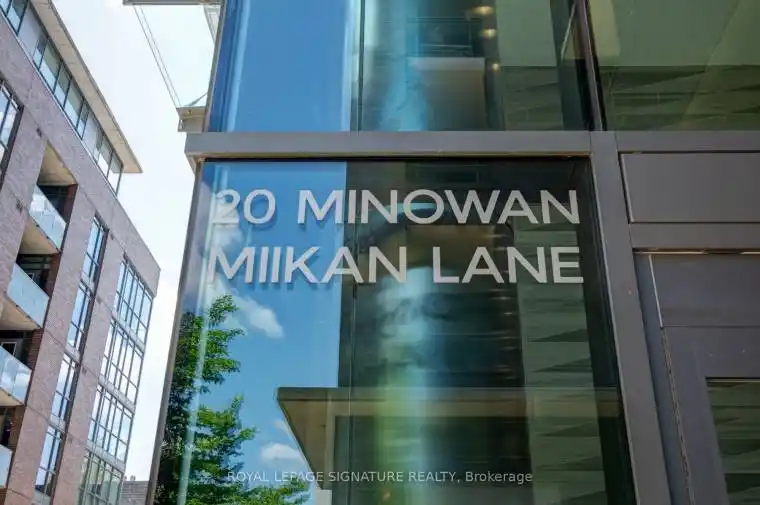 20 MINOWAN
MIIKAN LANE
ROYAL LEPAGE SIGNATURE REALTY, Brokerage